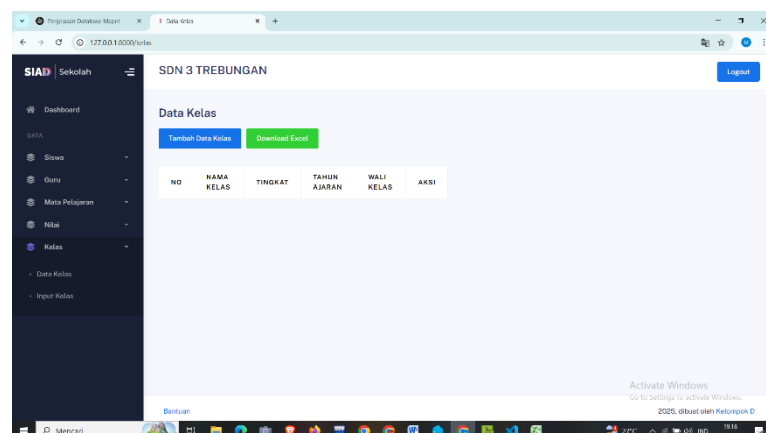 Penjelasan Database Mapel
Data Kelas
127.0.0.1:8000/kelas
SIAD Sekolah
SDN 3 TREBUNGAN
Logout
Dashboard
DATA
Siswa
Guru
Mata Pelajaran
Nilai
Kelas
Data Kelas
Input Kelas
Data Kelas
Tambah Data Kelas
Download Excel
NO
NAMA KELAS
TINGKAT
TAHUN AJARAN
WALI KELAS
AKSI
Activate Windows
Go to Settings to activate Windows.
Bantuan
2025, dibuat oleh Kelompok D
Mencari
27°C
IND
19.18